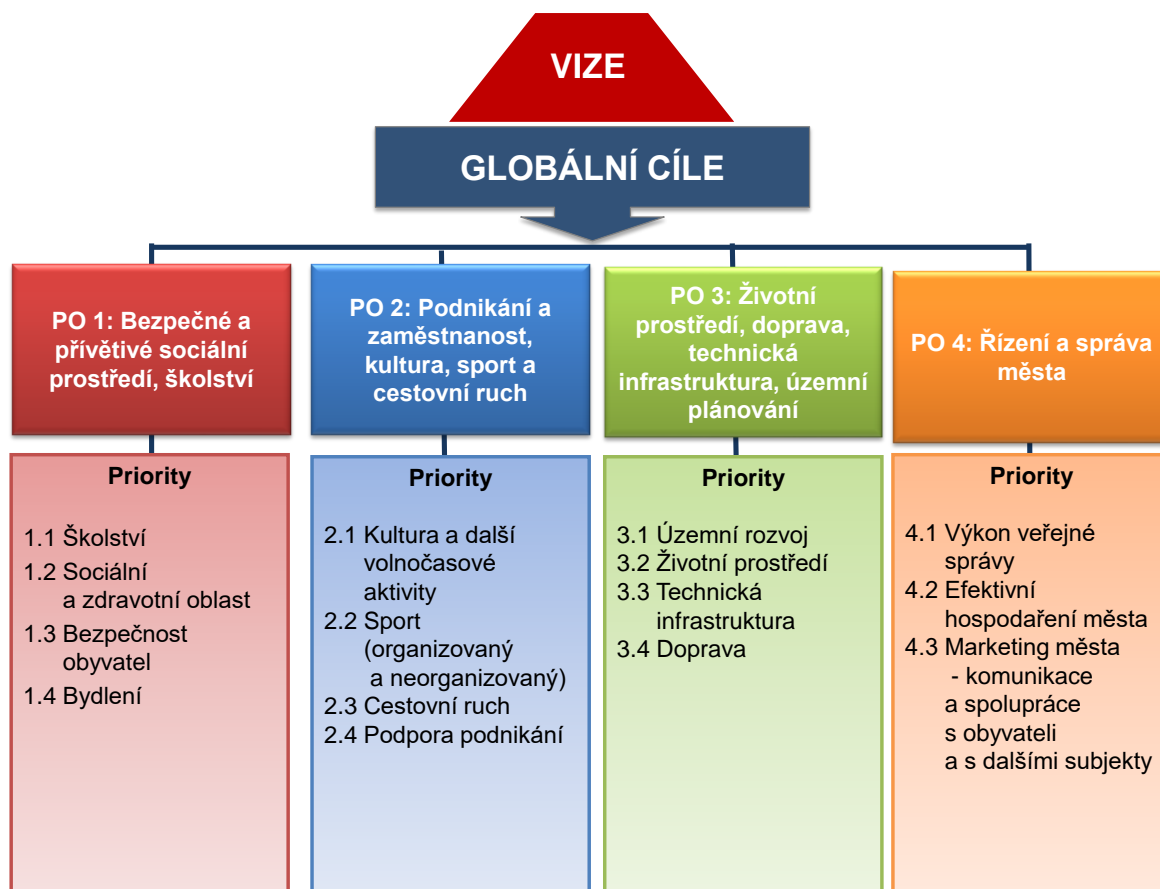 VIZE
GLOBÁLNÍ CÍLE
PO 1: Bezpečné a
přívětivé sociální
prostředí, školství
PO 2: Podnikání a
zaměstnanost,
kultura, sport a
cestovní ruch
PO 3: Životní
prostředí, doprava,
technická
infrastruktura, územní
plánování
PO 4: Řízení a správa
města
Priority
1.1 Školství
1.2 Sociální
a zdravotní oblast
1.3 Bezpečnost
obyvatel
1.4 Bydlení
Priority
2.1 Kultura a další
volnočasové
aktivity
2.2 Sport
(organizovaný
a neorganizovaný)
2.3 Cestovní ruch
2.4 Podpora podnikání
Priority
3.1 Územní rozvoj
3.2 Životní prostředí
3.3 Technická
infrastruktura
3.4 Doprava
Priority
4.1 Výkon veřejné
správy
4.2 Efektivní
hospodaření města
4.3 Marketing města
- komunikace
a spolupráce
s obyvateli
a s dalšími subjekty